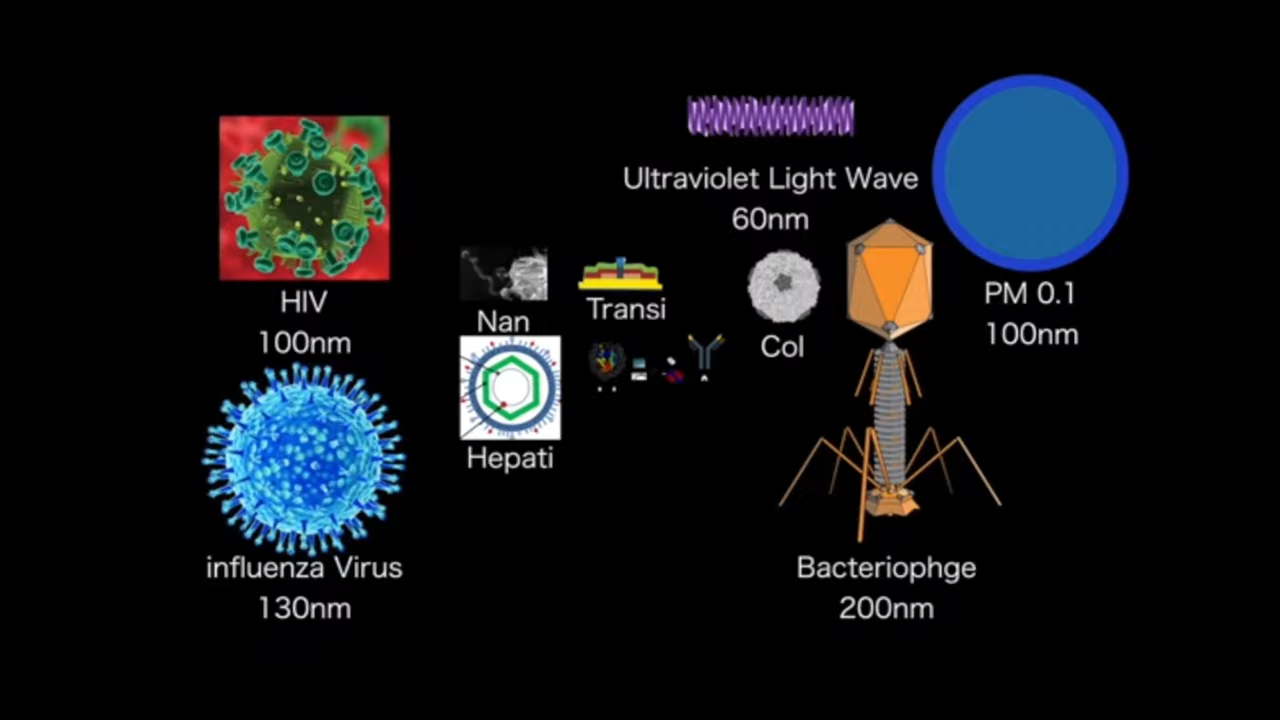 Ultraviolet Light Wave
60nm
HIV
100nm
PM 0.1
100nm
Nan
Transi
Col
Hepati
influenza Virus
130nm
Bacteriophge
200nm